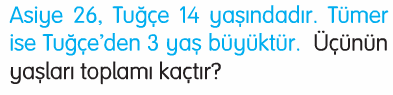 Asiye 26, Tuğçe 14 yaşındadır. Tümer
ise Tuğçe’den 3 yaş büyüktür. Üçünün
yaşları toplamı kaçtır?